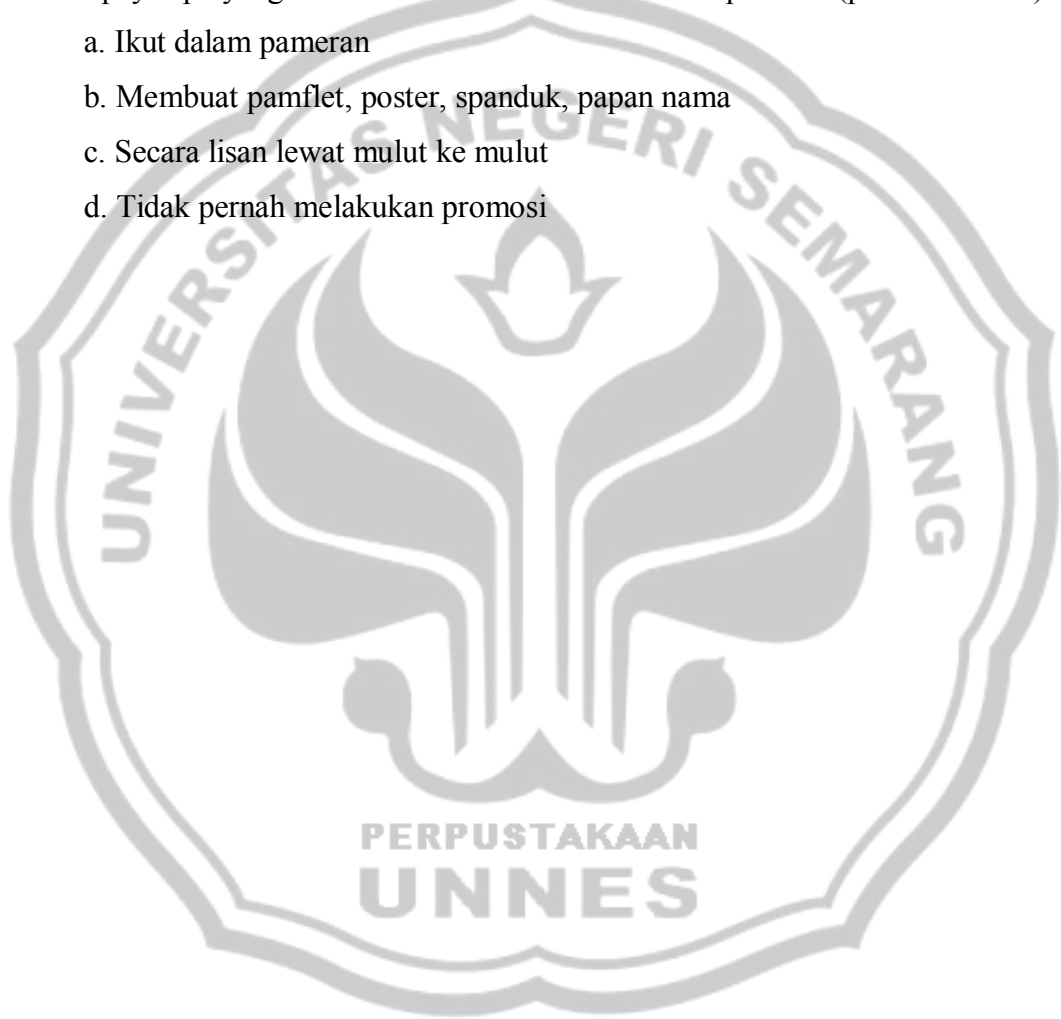 a. Ikut dalam pameran
b. Membuat pamflet, poster, spanduk, papan nama
c. Secara lisan lewat mulut ke mulut
d. Tidak pernah melakukan promosi
UNIVERSITAS NEGERI SEMARANG
PERPUSTAKAAN
UNNES